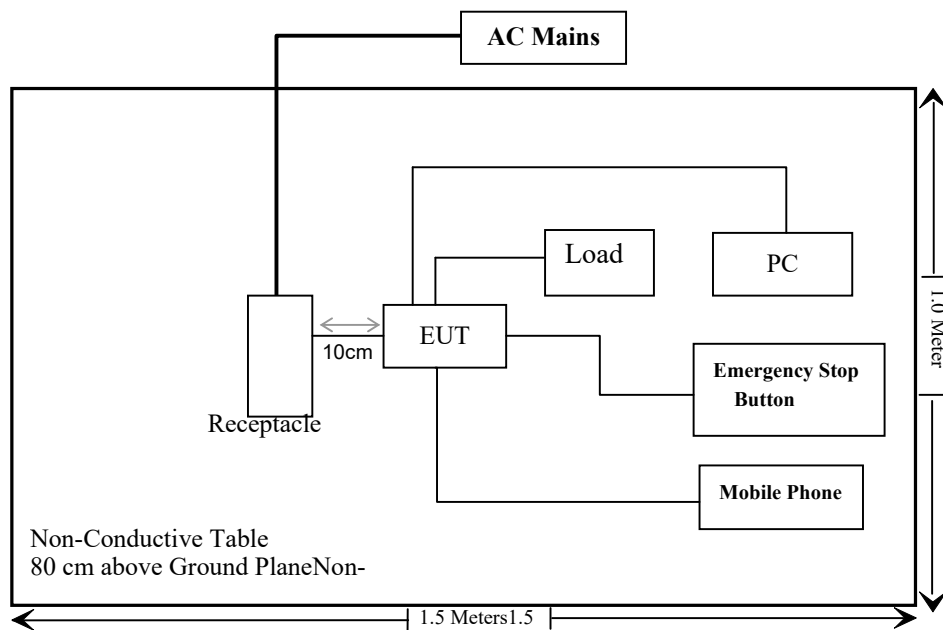 AC Mains
Load
PC
EUT
10cm
Receptacle
Emergency Stop
Button
Mobile Phone
1.0 Meter
Non-Conductive Table
80 cm above Ground PlaneNon-
1.5 Meters1.5